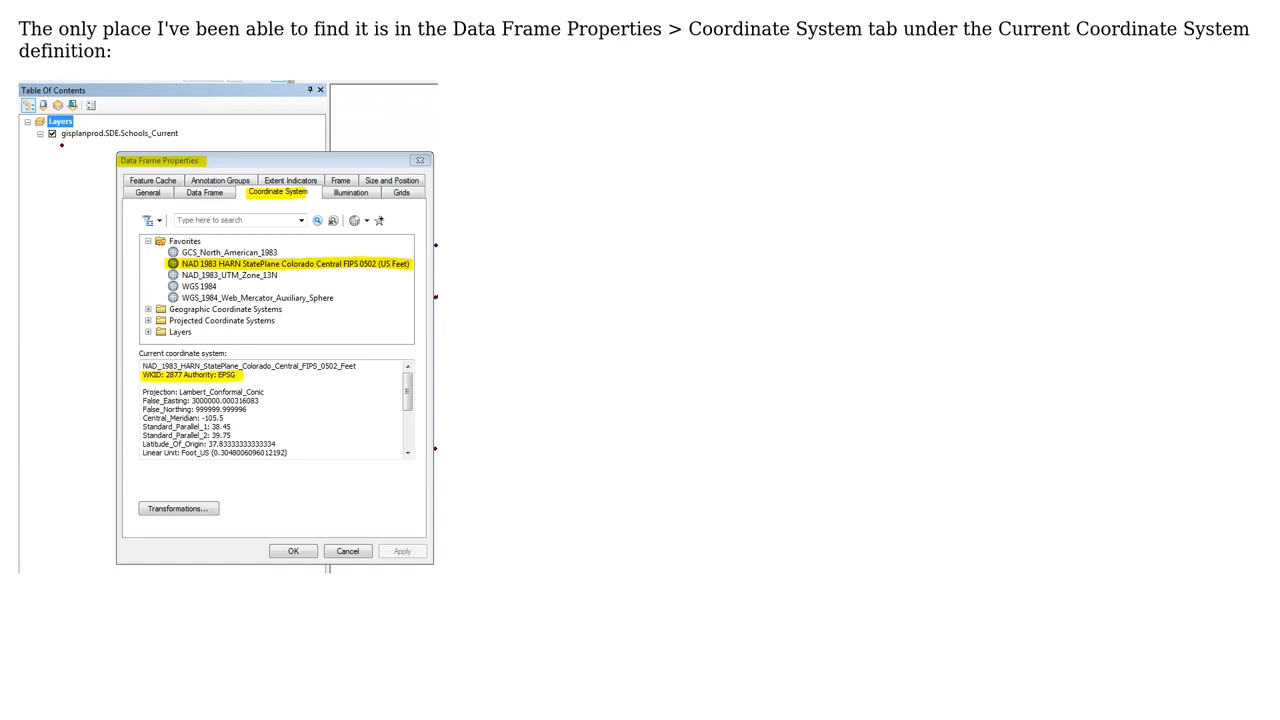 The only place I've been able to find it is in the Data Frame Properties > Coordinate System tab under the Current Coordinate System
definition:
Table Of Contents
Layers
gisplanprod.SDE.Schools_Current
Data Frame Properties
Feature Cache
Annotation Groups
Extent Indicators
Frame
Size and Position
General
Data Frame
Coordinate System
Illumination
Grids
Type here to search
Favorites
GCS_North_American_1983
NAD 1983 HARN StatePlane Colorado Central FIPS 0502 (US Feet)
NAD_1983_UTM_Zone_13N
WGS 1984
WGS_1984_Web_Mercator_Auxiliary_Sphere
Geographic Coordinate Systems
Projected Coordinate Systems
Layers
Current coordinate system:
NAD_1983_HARN_StatePlane_Colorado_Central_FIPS_0502_Feet
WKID: 2877 Authority: EPSG
Projection: Lambert_Conformal_Conic
False_Easting: 3000000.000316083
False_Northing: 999999.999996
Central_Meridian: -105.5
Standard_Parallel_1: 38.45
Standard_Parallel_2: 39.75
Latitude_Of_Origin: 37.83333333333334
Linear Unit: Foot_US (0.3048006096012192)
Transformations...
OK
Cancel
Apply